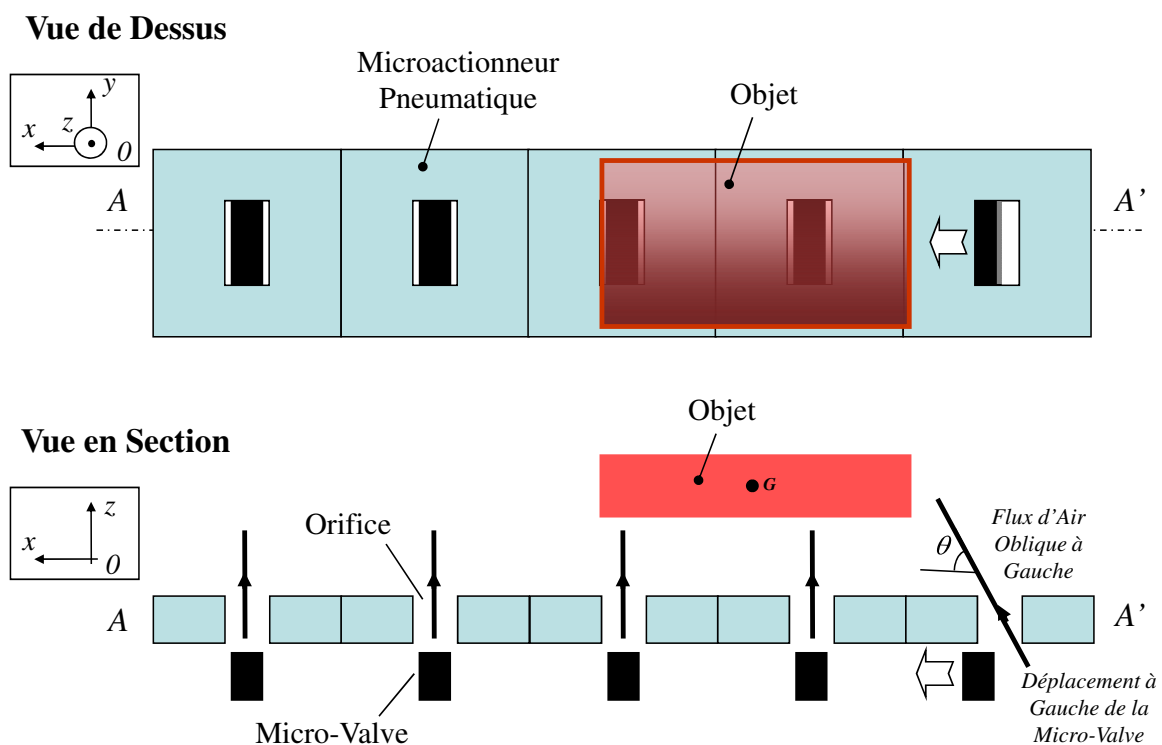 Vue de Dessus
Microactionneur
Pneumatique
Objet
y
x
z
0
A
A'
Vue en Section
Objet
G
z
x
0
Orifice
θ
Flux d'Air
Oblique à
Gauche
A
A'
Micro-Valve
Déplacement à
Gauche de la
Micro-Valve